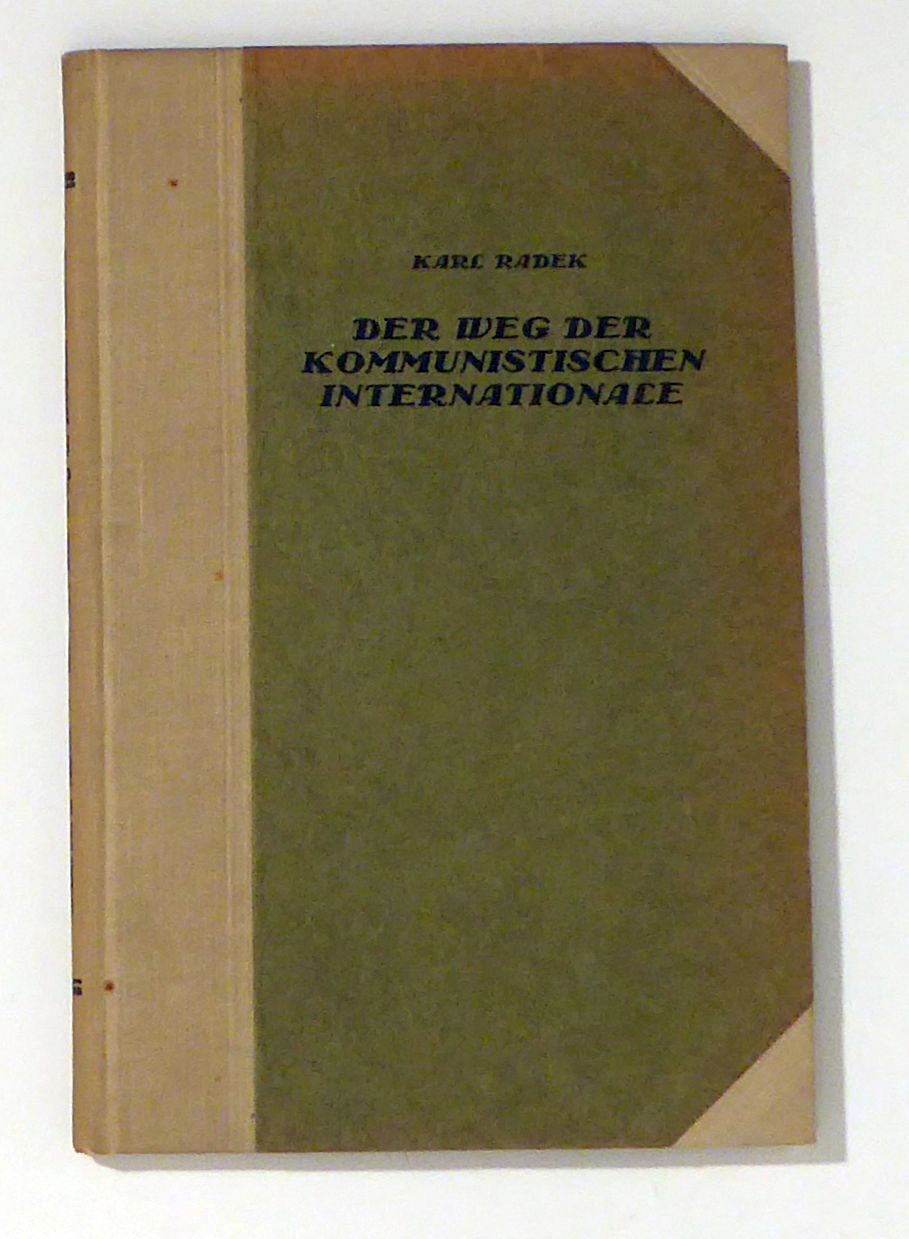 KARL RADEK
DER WEG DER
KOMMUNISTISCHEN
INTERNATIONALE